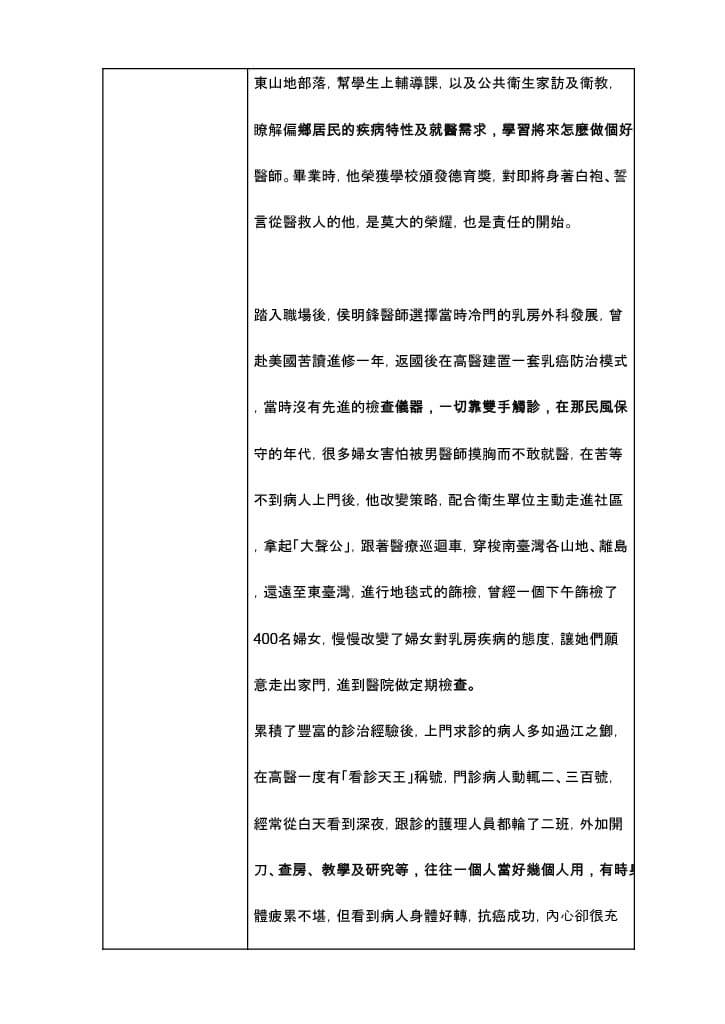 東山地部落, 幫學生上輔導課, 以及公共衛生家訪及衛教,
瞭解偏鄉居民的疾病特性及就醫需求，學習將來怎麼做個好
醫師。畢業時, 他榮獲學校頒發德育獎, 對即將身著白袍、誓
言從醫救人的他, 是莫大的榮耀, 也是責任的開始。
踏入職場後, 侯明鋒醫師選擇當時冷門的乳房外科發展, 曾
赴美國苦讀進修一年, 返國後在高醫建置一套乳癌防治模式
, 當時沒有先進的檢查儀器，一切靠雙手觸診，在那民風保
守的年代, 很多婦女害怕被男醫師摸胸而不敢就醫, 在苦等
不到病人上門後, 他改變策略, 配合衛生單位主動走進社區
, 拿起「大聲公」, 跟著醫療巡迴車, 穿梭南臺灣各山地、離島
, 還遠至東臺灣, 進行地毯式的篩檢, 曾經一個下午篩檢了
400名婦女, 慢慢改變了婦女對乳房疾病的態度, 讓她們願
意走出家門, 進到醫院做定期檢查。
累積了豐富的診治經驗後, 上門求診的病人多如過江之鯽,
在高醫一度有「看診天王」稱號, 門診病人動輒二、三百號,
經常從白天看到深夜, 跟診的護理人員都輪了二班, 外加開
刀、查房、教學及研究等，往往一個人當好幾個人用，有時身
體疲累不堪, 但看到病人身體好轉, 抗癌成功, 內心卻很充